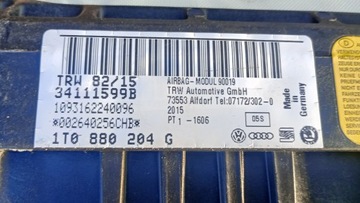 TRW 82/15
34111599B
1093162240096
*002640256CHB*
1T0 880 204 G
AIRBAG-MODUL 90019
TRW Automotive GmbH
73553 Alfdorf Tel:07172/302-0
2015
PT1 -1606
05S
Made in
Germany